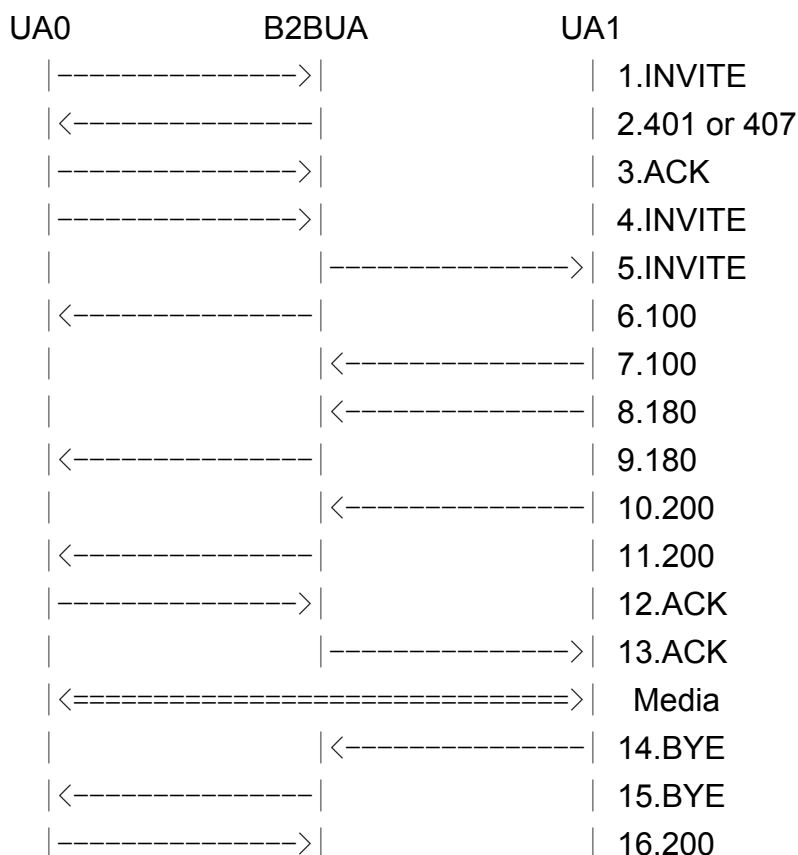 UA0 B2BUA UA1
|--------------->| | 1.INVITE
|<---------------| | 2.401 or 407
|--------------->| | 3.ACK
|--------------->| | 4.INVITE
| |--------------->| 5.INVITE
|<---------------| | 6.100
| |<---------------| 7.100
| |<---------------| 8.180
|<---------------| | 9.180
| |<---------------| 10.200
|<---------------| | 11.200
|--------------->| | 12.ACK
| |--------------->| 13.ACK
|<===============================>| Media
| |<---------------| 14.BYE
|<---------------| | 15.BYE
|--------------->| | 16.200